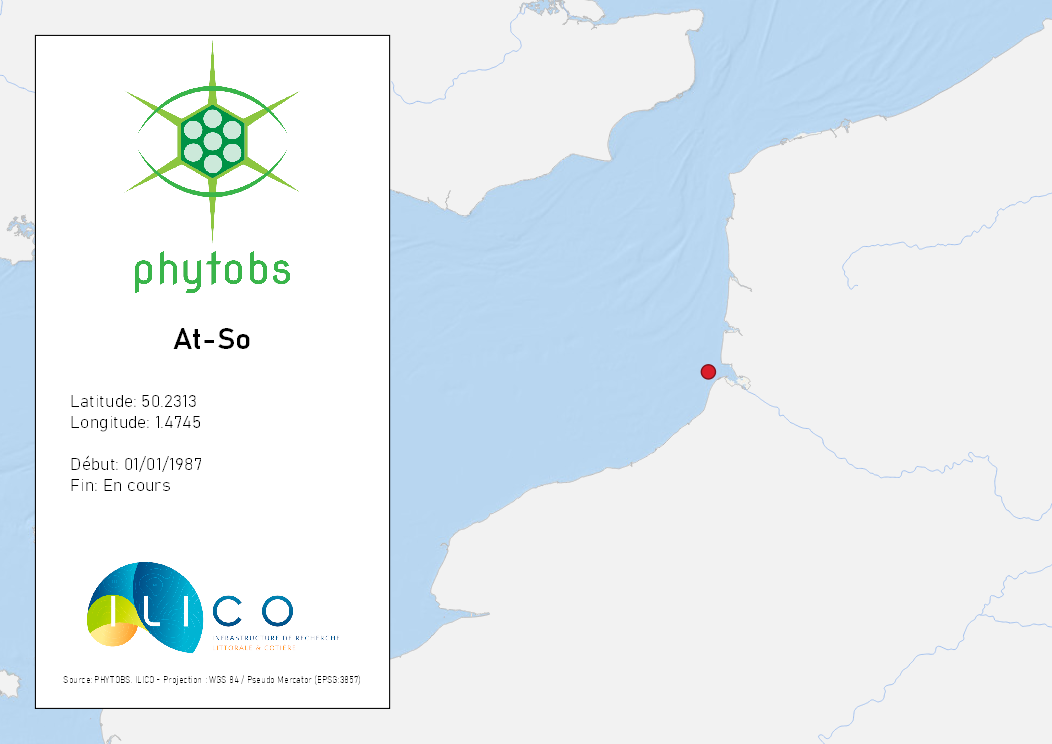 phytobs
At-So
Latitude: 50.2313
Longitude: 1.4745
Début: 01/01/1987
Fin: En cours
ILICO
INFRASTRUCTURE DE RECHERCHE
LITTORALE & COTIERE
Source: PHYTOBS, ILICO - Projection : WGS 84 / Pseudo Mercator (EPSG:3857)